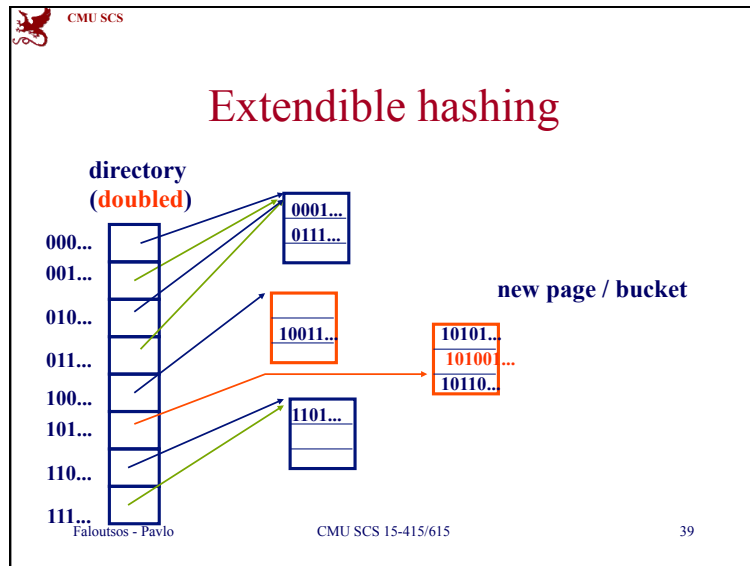 CMU SCS
Extendible hashing
directory
(doubled)
000...
001...
010...
011...
100...
101...
110...
111...
0001...
0111...
10011...
1101...
new page / bucket
10101...
101001...
10110...
Faloutsos - Pavlo
CMU SCS 15-415/615
39